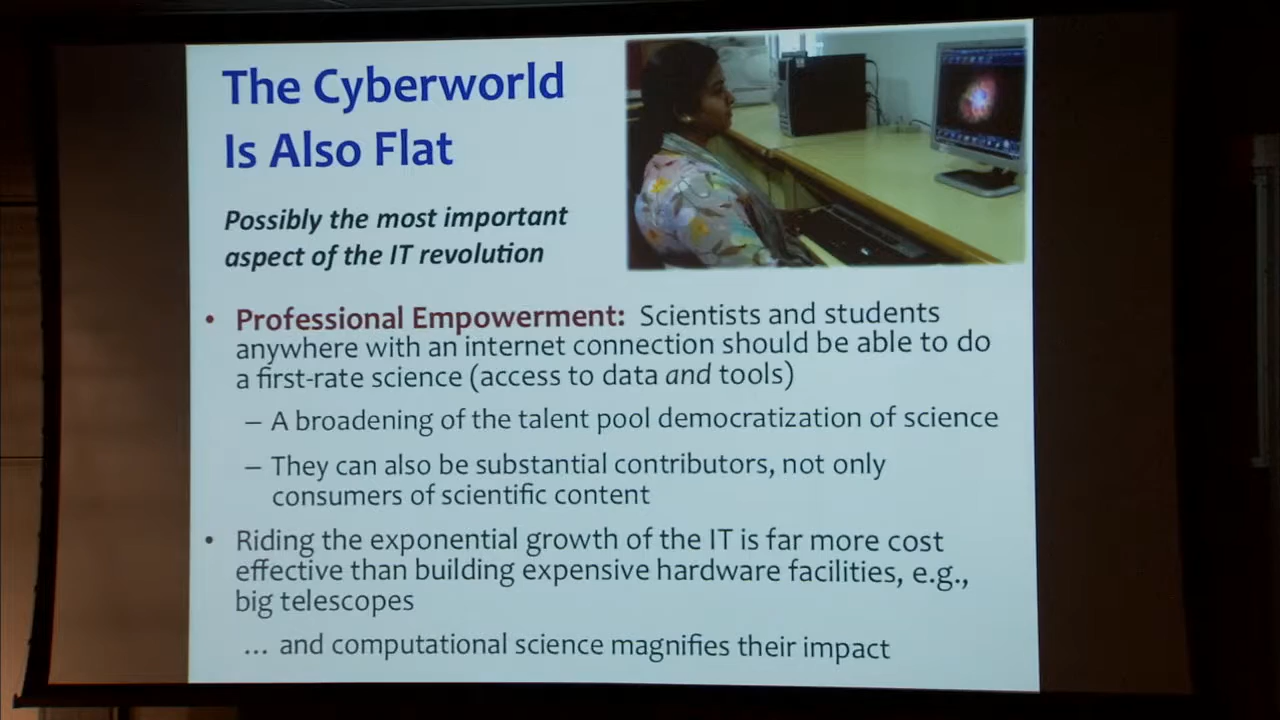 The Cyberworld
Is Also Flat
Possibly the most important
aspect of the IT revolution
• Professional Empowerment: Scientists and students
anywhere with an internet connection should be able to do
a first-rate science (access to data and tools)
– A broadening of the talent pool democratization of science
– They can also be substantial contributors, not only
consumers of scientific content
• Riding the exponential growth of the IT is far more cost
effective than building expensive hardware facilities, e.g.,
big telescopes
... and computational science magnifies their impact